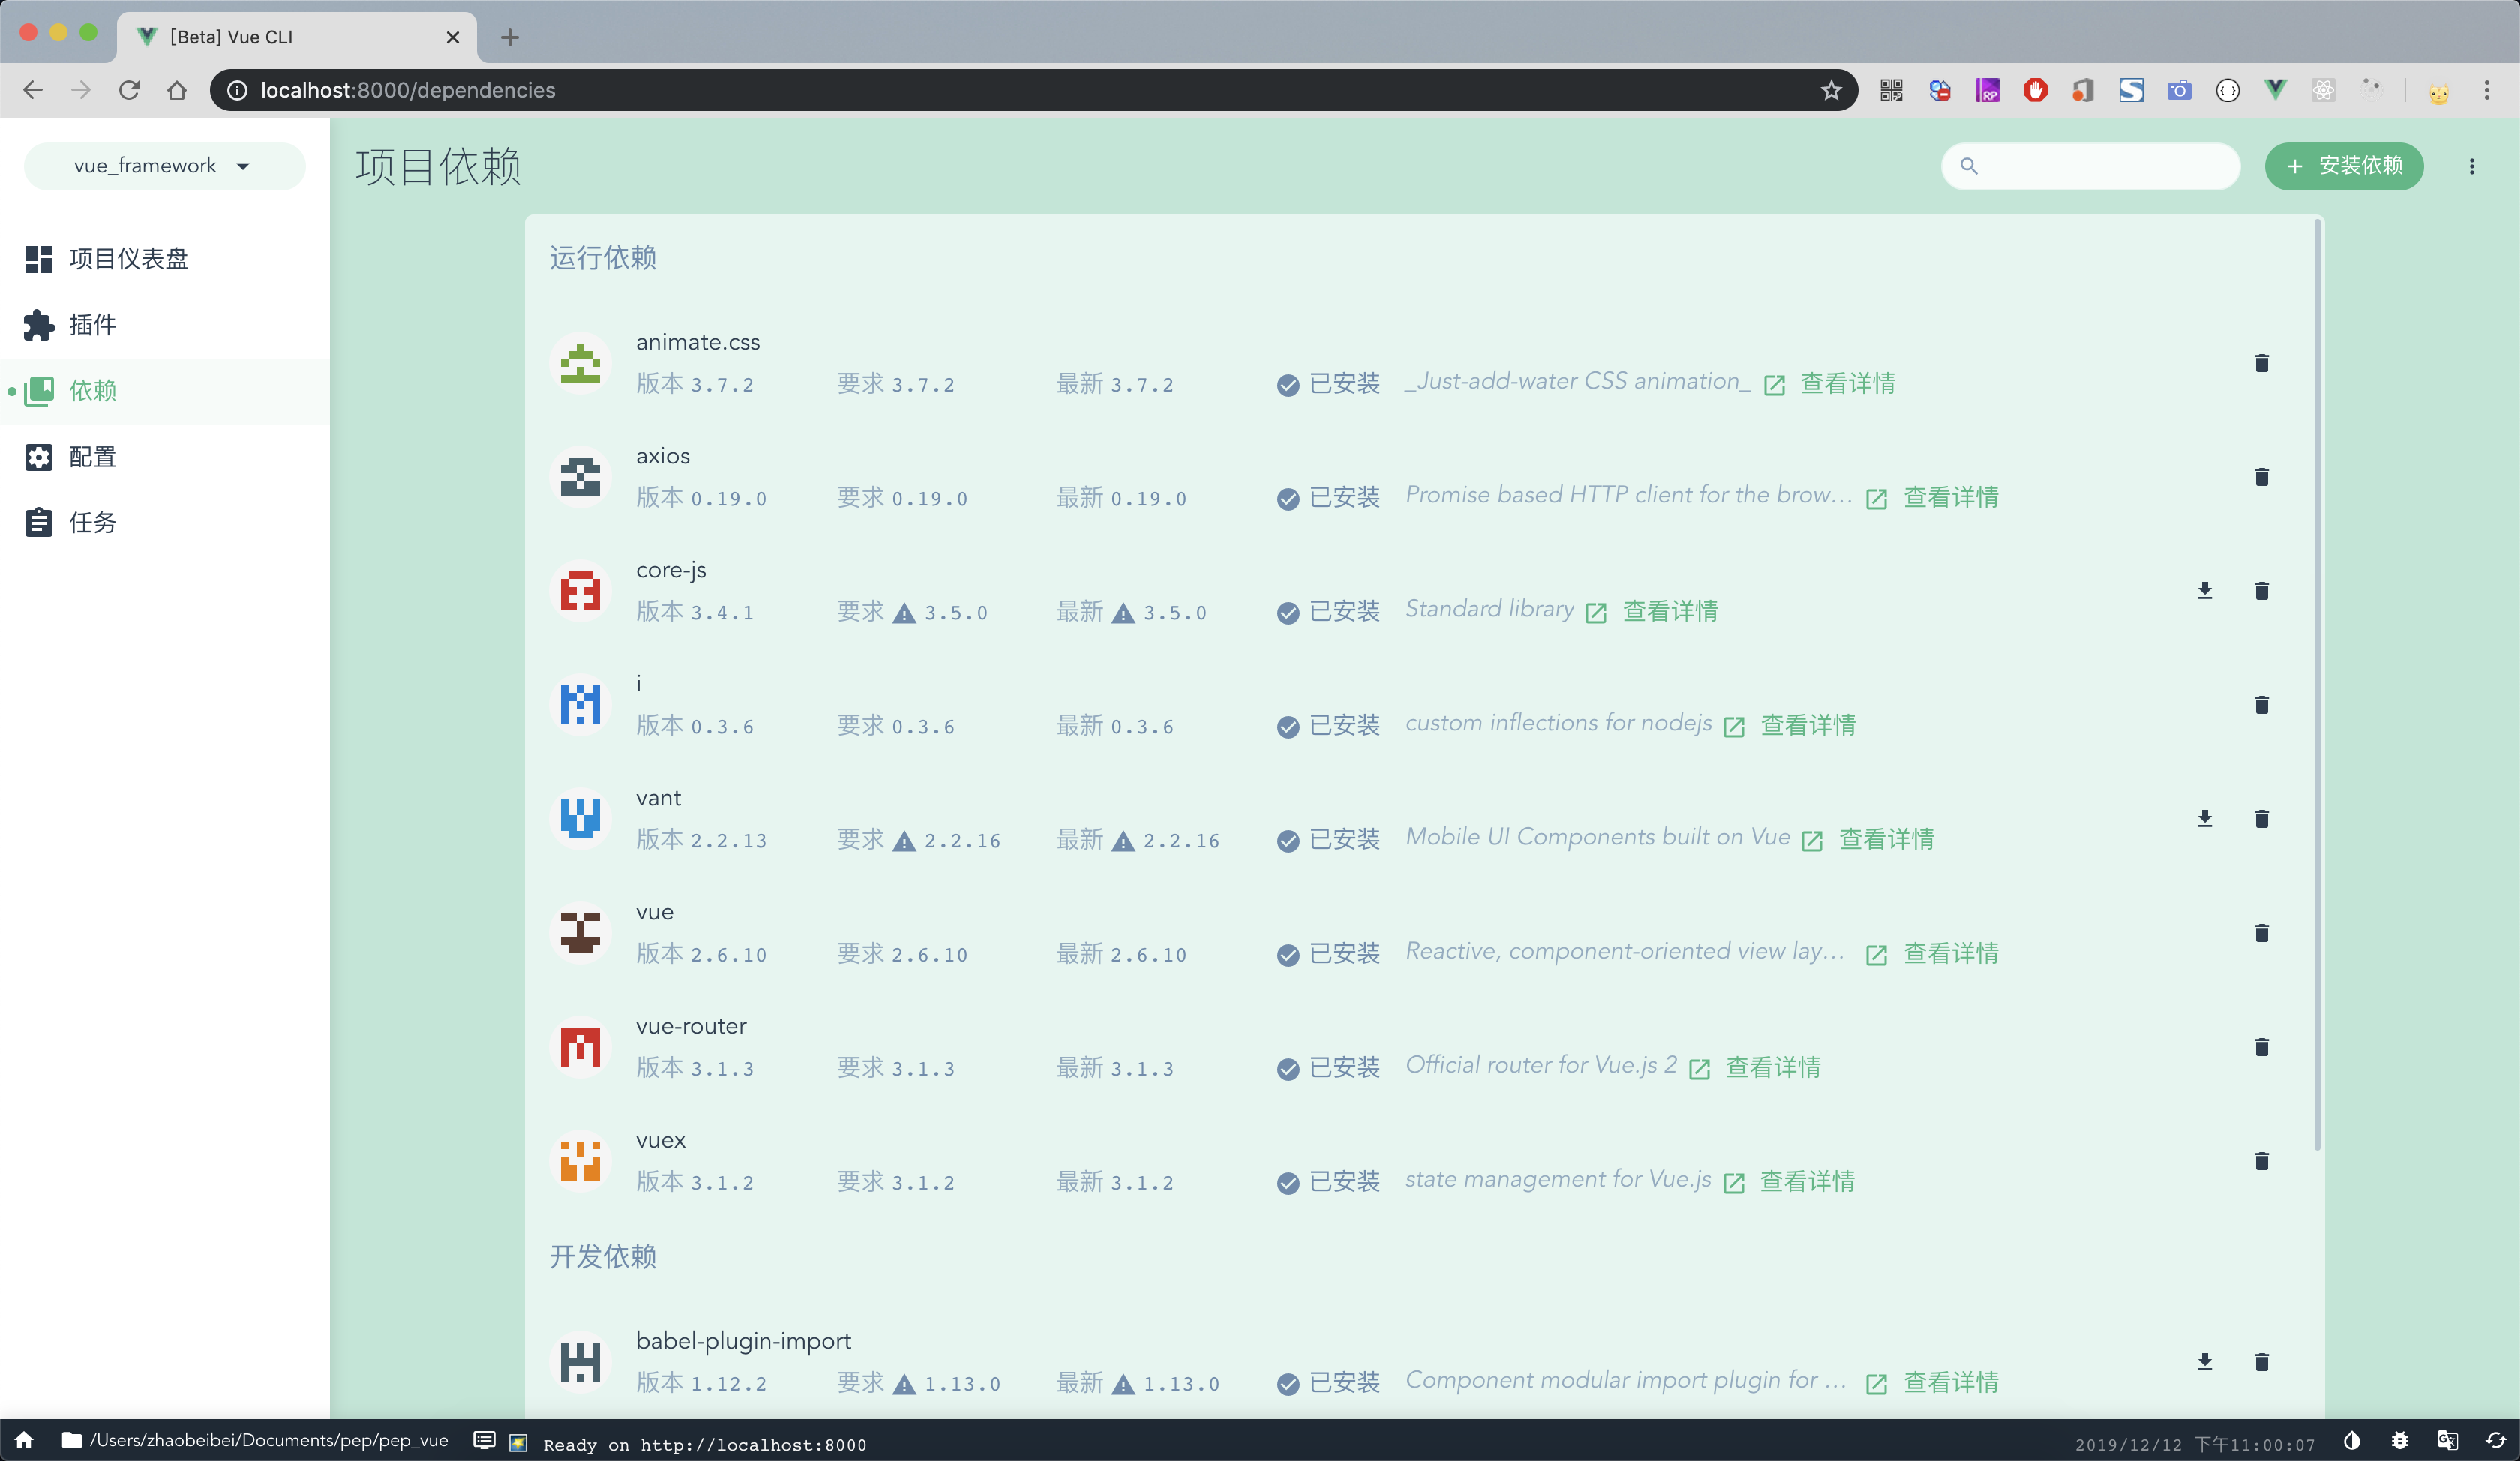 [Beta] Vue CLI
localhost:8000/dependencies
vue_framework
项目依赖
安装依赖
项目仪表盘
插件
依赖
配置
任务
运行依赖
animate.css
版本 3.7.2 要求 3.7.2 最新 3.7.2 已安装 _Just-add-water CSS animation_ 查看详情
axios
版本 0.19.0 要求 0.19.0 最新 0.19.0 已安装 Promise based HTTP client for the brow... 查看详情
core-js
版本 3.4.1 要求 3.5.0 最新 3.5.0 已安装 Standard library 查看详情
i
版本 0.3.6 要求 0.3.6 最新 0.3.6 已安装 custom inflections for nodejs 查看详情
vant
版本 2.2.13 要求 2.2.16 最新 2.2.16 已安装 Mobile UI Components built on Vue 查看详情
vue
版本 2.6.10 要求 2.6.10 最新 2.6.10 已安装 Reactive, component-oriented view lay... 查看详情
vue-router
版本 3.1.3 要求 3.1.3 最新 3.1.3 已安装 Official router for Vue.js 2 查看详情
vuex
版本 3.1.2 要求 3.1.2 最新 3.1.2 已安装 state management for Vue.js 查看详情
开发依赖
babel-plugin-import
版本 1.12.2 要求 1.13.0 最新 1.13.0 已安装 Component modular import plugin for ... 查看详情
/Users/zhaobeibei/Documents/pep/pep_vue Ready on http://localhost:8000 2019/12/12 下午11:00:07